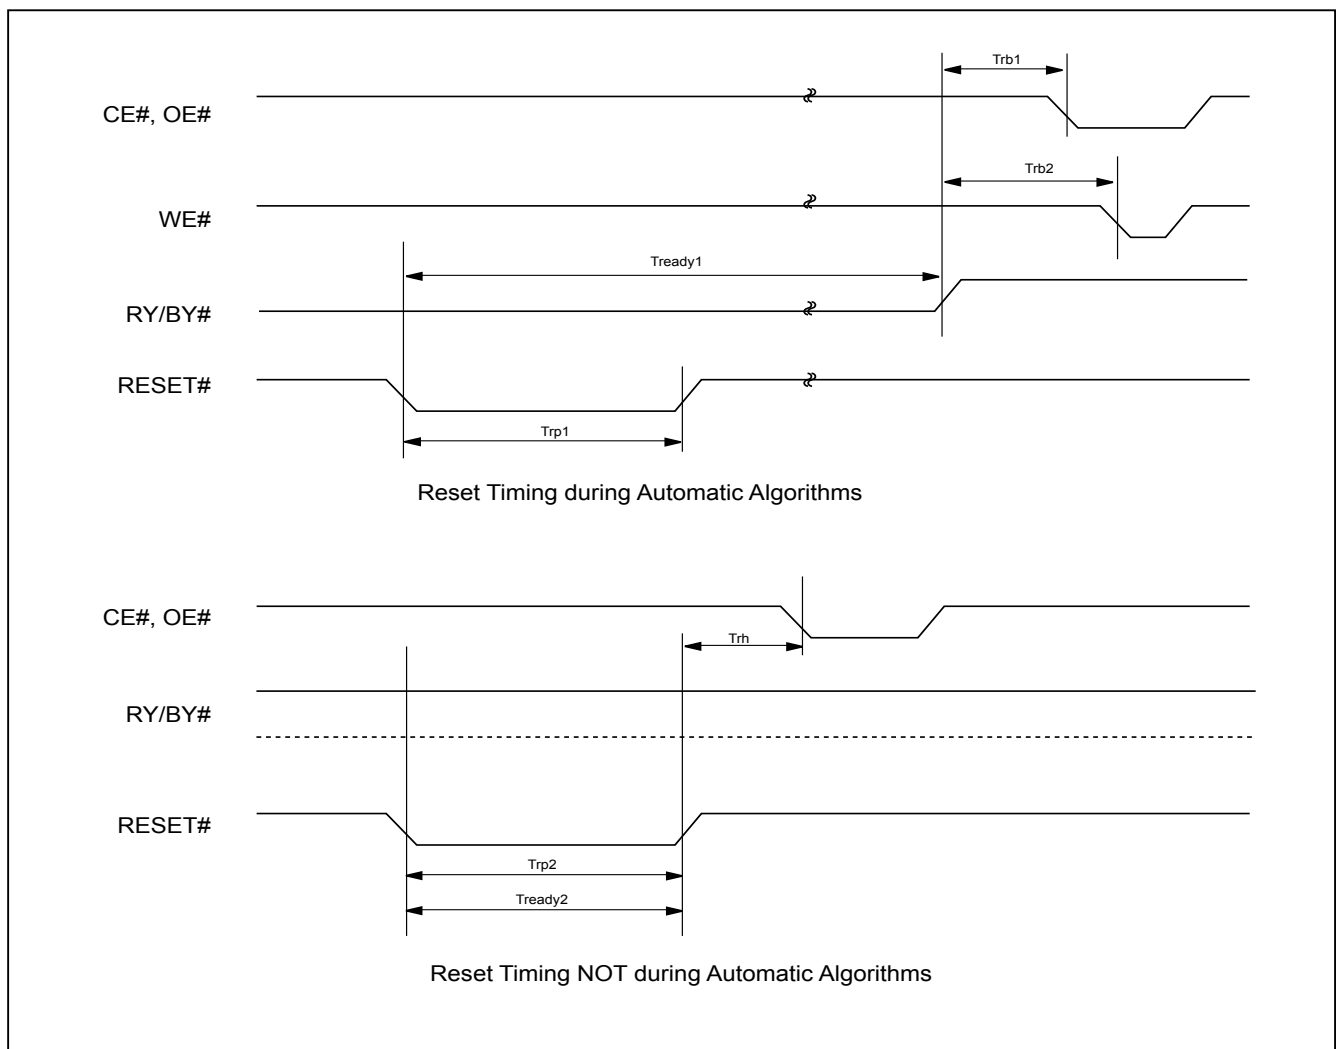 Trb1
CE#, OE#
Trb2
WE#
Tready1
RY/BY#
RESET#
Trp1
Reset Timing during Automatic Algorithms
CE#, OE#
Trh
RY/BY#
RESET#
Trp2
Tready2
Reset Timing NOT during Automatic Algorithms